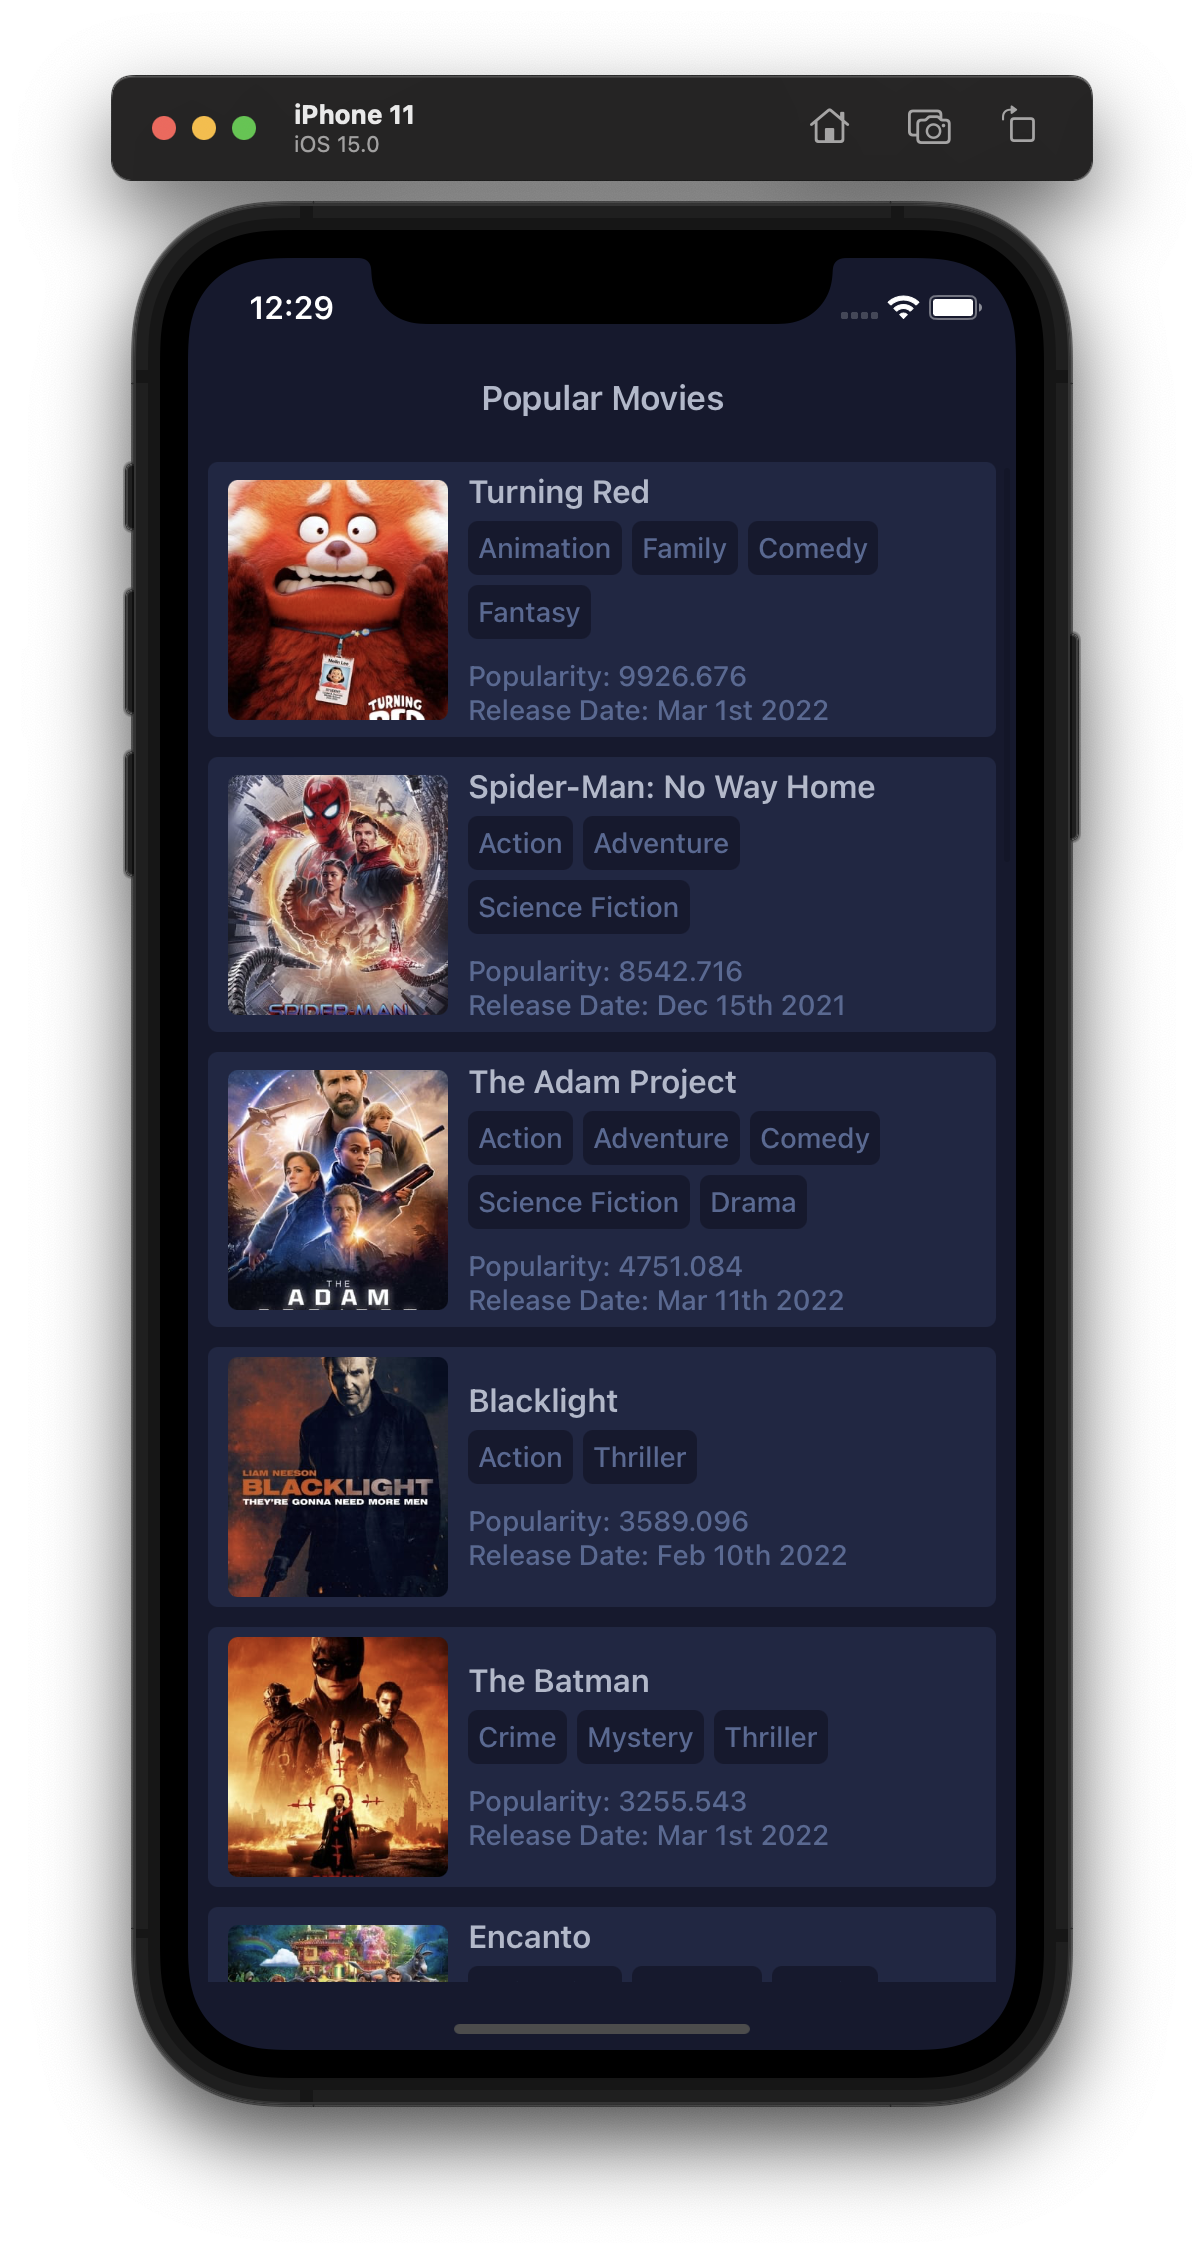 iPhone 11
iOS 15.0
12:29
Popular Movies
Turning Red
Animation Family Comedy
Fantasy
Popularity: 9926.676
Release Date: Mar 1st 2022
TURNING
RED
Spider-Man: No Way Home
Action Adventure
Science Fiction
Popularity: 8542.716
Release Date: Dec 15th 2021
SPIDER-MAN
The Adam Project
Action Adventure Comedy
Science Fiction Drama
Popularity: 4751.084
Release Date: Mar 11th 2022
THE
ADAM
Blacklight
Action Thriller
Popularity: 3589.096
Release Date: Feb 10th 2022
LIAM NEESON
BLACKLIGHT
THEY'RE GONNA NEED MORE MEN
The Batman
Crime Mystery Thriller
Popularity: 3255.543
Release Date: Mar 1st 2022
Encanto